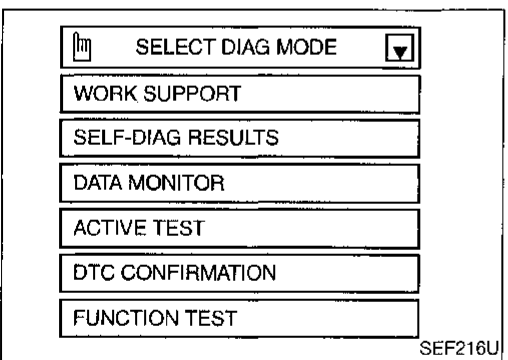 SELECT DIAG MODE
WORK SUPPORT
SELF-DIAG RESULTS
DATA MONITOR
ACTIVE TEST
DTC CONFIRMATION
FUNCTION TEST
SEF216U